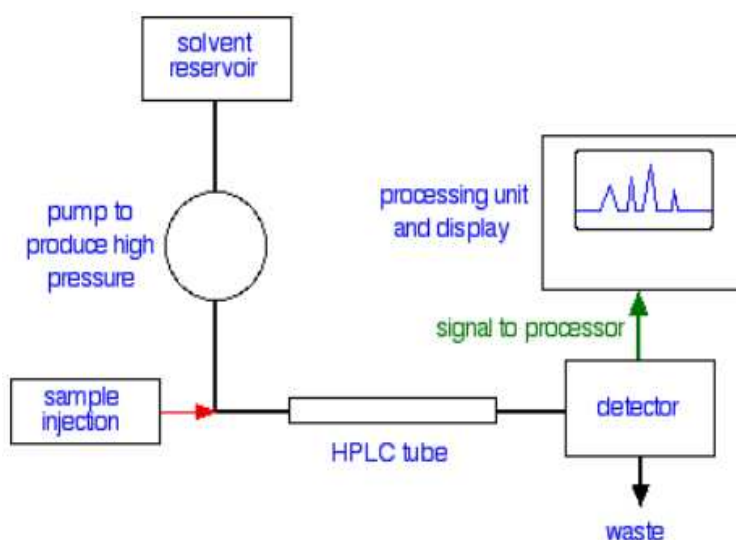 solvent
reservoir
pump to
produce high
pressure
processing unit
and display
signal to processor
sample
injection
HPLC tube
detector
waste